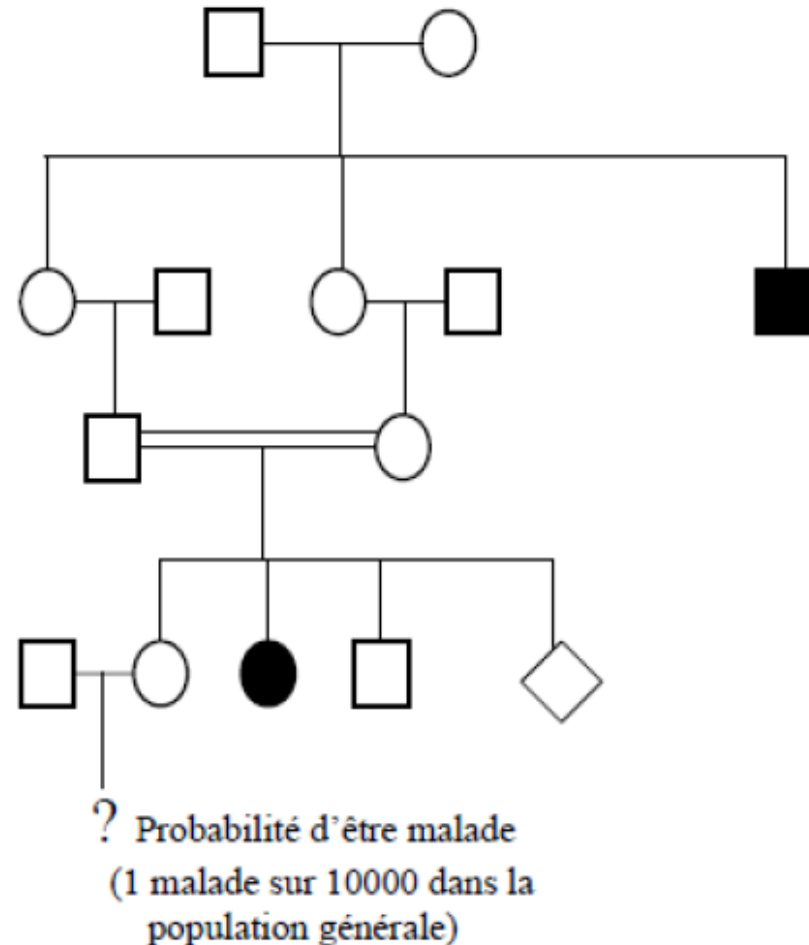 ? Probabilité d’être malade
(1 malade sur 10000 dans la
population générale)